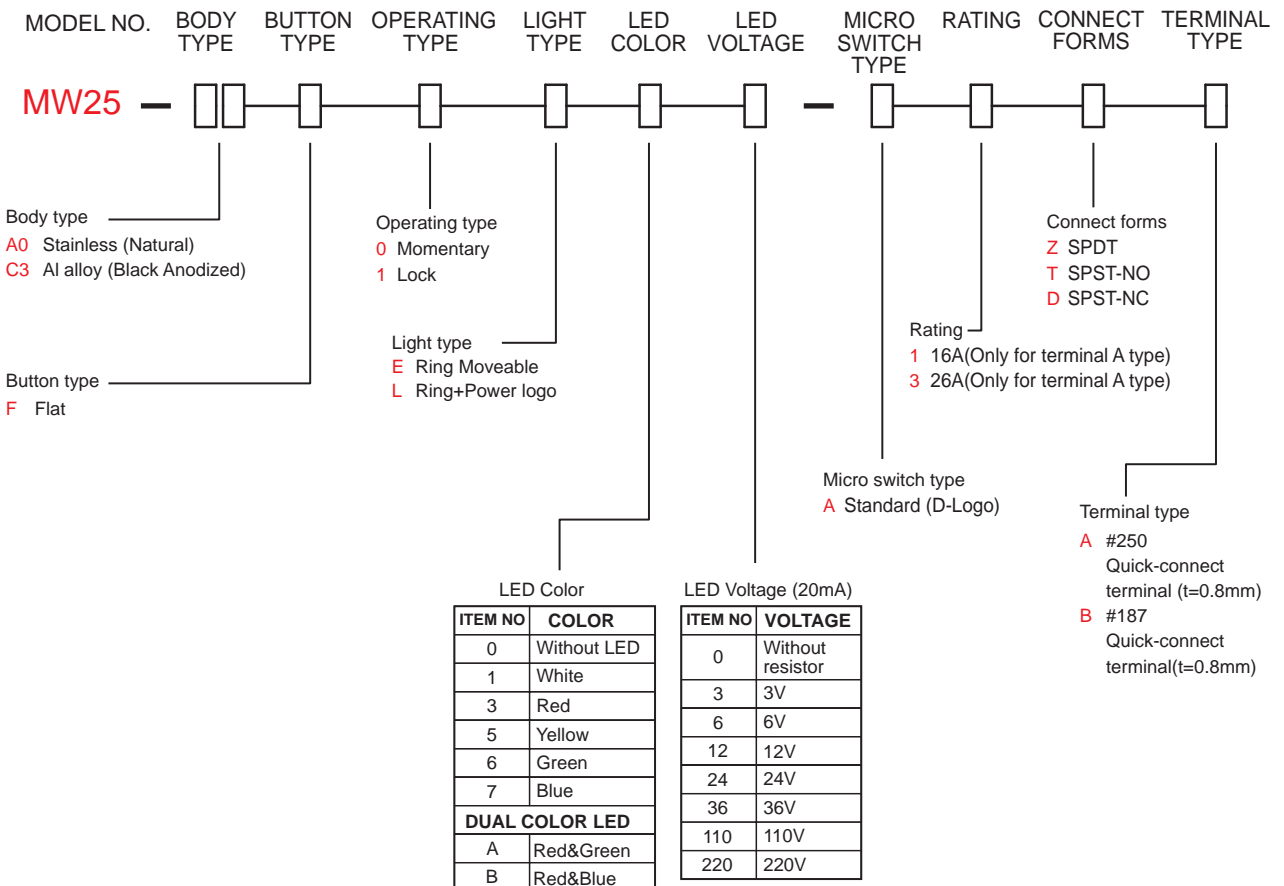 MODEL NO.
BODY
TYPE
BUTTON
TYPE
OPERATING
TYPE
LIGHT
TYPE
LED
COLOR
LED
VOLTAGE
MICRO
SWITCH
TYPE
RATING
CONNECT
FORMS
TERMINAL
TYPE
MW25
Body type
A0 Stainless (Natural)
C3 Al alloy (Black Anodized)
Button type
F Flat
Operating type
0 Momentary
1 Lock
Light type
E Ring Moveable
L Ring+Power logo
LED Color
ITEM NO COLOR
0 Without LED
1 White
3 Red
5 Yellow
6 Green
7 Blue
DUAL COLOR LED
A Red&Green
B Red&Blue
LED Voltage (20mA)
ITEM NO VOLTAGE
0 Without
resistor
3 3V
6 6V
12 12V
24 24V
36 36V
110 110V
220 220V
Micro switch type
A Standard (D-Logo)
Rating
1 16A(Only for terminal A type)
3 26A(Only for terminal A type)
Connect forms
Z SPDT
T SPST-NO
D SPST-NC
Terminal type
A #250
Quick-connect
terminal (t=0.8mm)
B #187
Quick-connect
terminal(t=0.8mm)